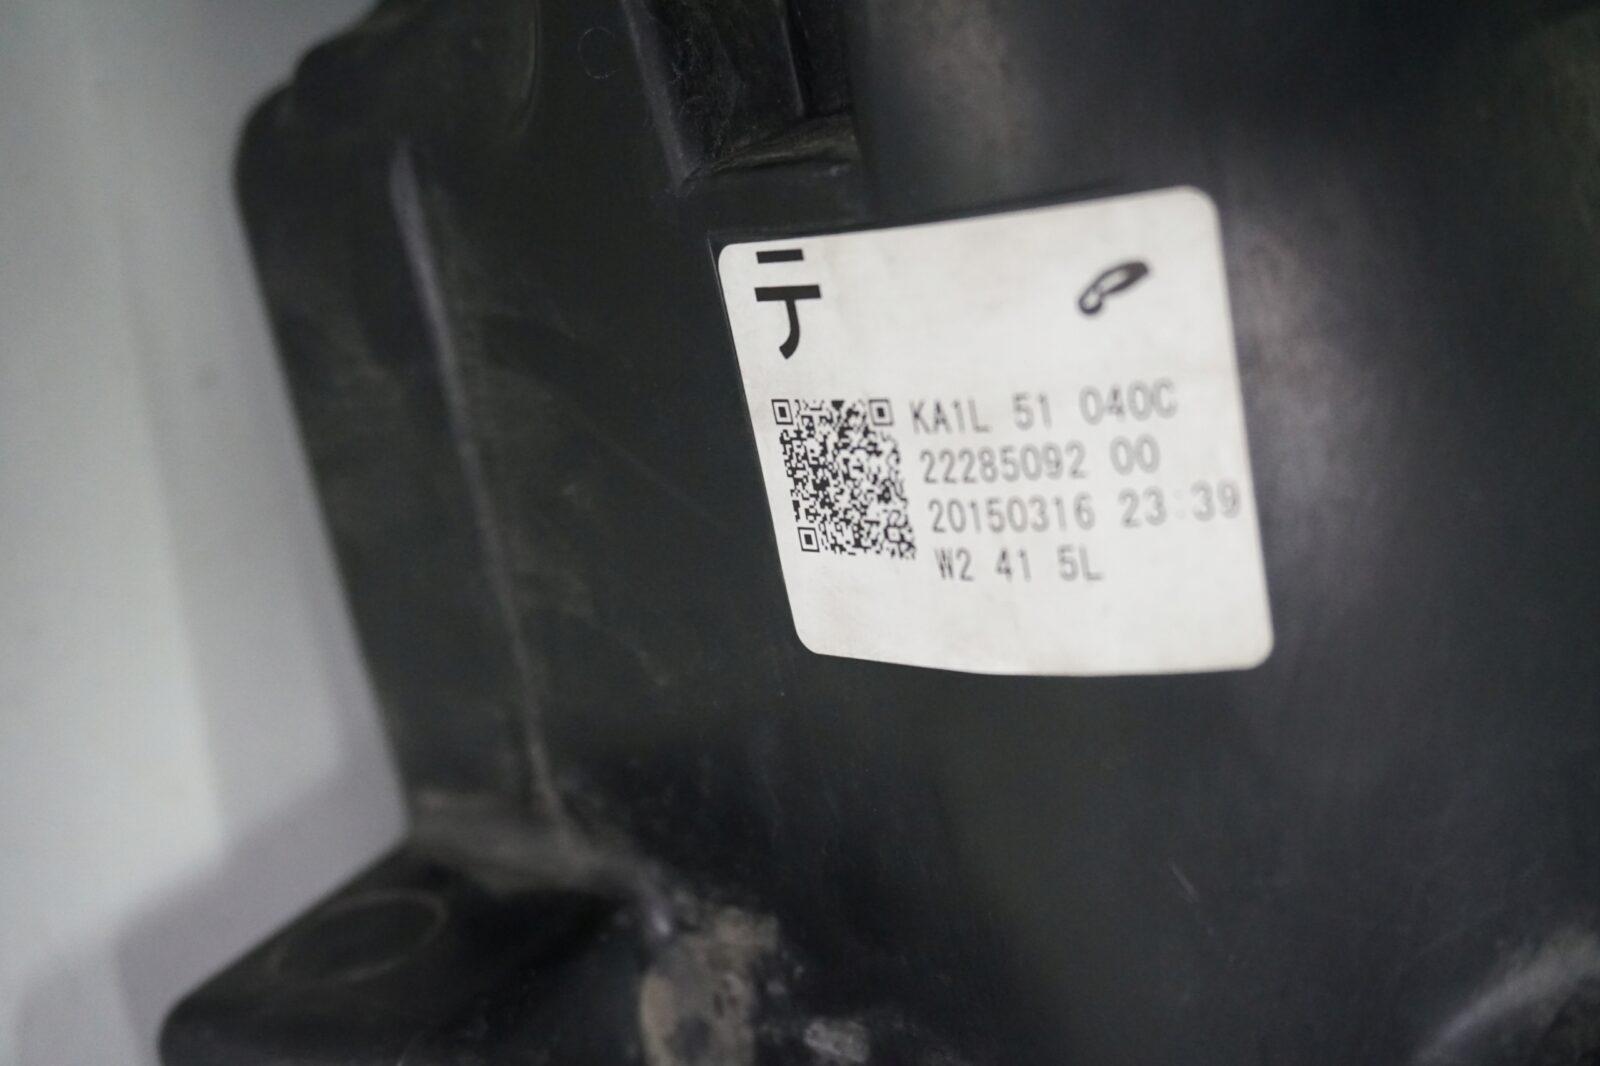 テ
KA1L 51 040C
22285092 00
20150316 23:39
W2 41 5L